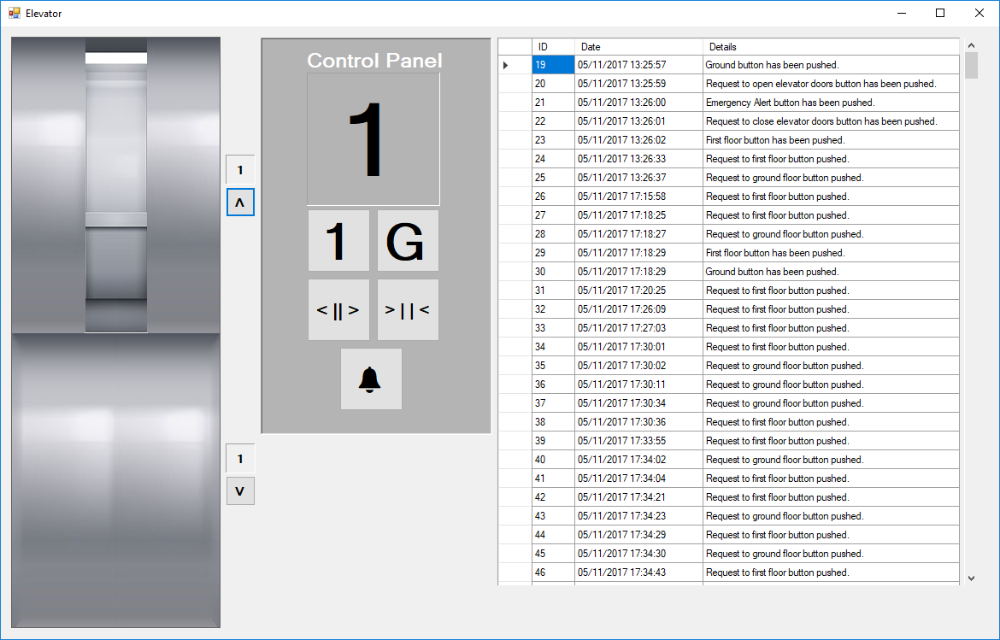 Elevator
1
ʌ
1
v
Control Panel
1
1 G
< || > > | | <
ID Date Details
19 05/11/2017 13:25:57 Ground button has been pushed.
20 05/11/2017 13:25:59 Request to open elevator doors button has been pushed.
21 05/11/2017 13:26:00 Emergency Alert button has been pushed.
22 05/11/2017 13:26:01 Request to close elevator doors button has been pushed.
23 05/11/2017 13:26:02 First floor button has been pushed.
24 05/11/2017 13:26:33 Request to first floor button pushed.
25 05/11/2017 13:26:37 Request to ground floor button pushed.
26 05/11/2017 17:15:58 Request to first floor button pushed.
27 05/11/2017 17:18:25 Request to first floor button pushed.
28 05/11/2017 17:18:27 Request to ground floor button pushed.
29 05/11/2017 17:18:29 First floor button has been pushed.
30 05/11/2017 17:18:29 Ground button has been pushed.
31 05/11/2017 17:20:25 Request to first floor button pushed.
32 05/11/2017 17:26:09 Request to first floor button pushed.
33 05/11/2017 17:27:03 Request to first floor button pushed.
34 05/11/2017 17:30:01 Request to first floor button pushed.
35 05/11/2017 17:30:02 Request to ground floor button pushed.
36 05/11/2017 17:30:11 Request to ground floor button pushed.
37 05/11/2017 17:30:34 Request to ground floor button pushed.
38 05/11/2017 17:30:36 Request to first floor button pushed.
39 05/11/2017 17:33:55 Request to first floor button pushed.
40 05/11/2017 17:34:02 Request to ground floor button pushed.
41 05/11/2017 17:34:04 Request to first floor button pushed.
42 05/11/2017 17:34:21 Request to first floor button pushed.
43 05/11/2017 17:34:23 Request to ground floor button pushed.
44 05/11/2017 17:34:29 Request to first floor button pushed.
45 05/11/2017 17:34:30 Request to ground floor button pushed.
46 05/11/2017 17:34:43 Request to first floor button pushed.